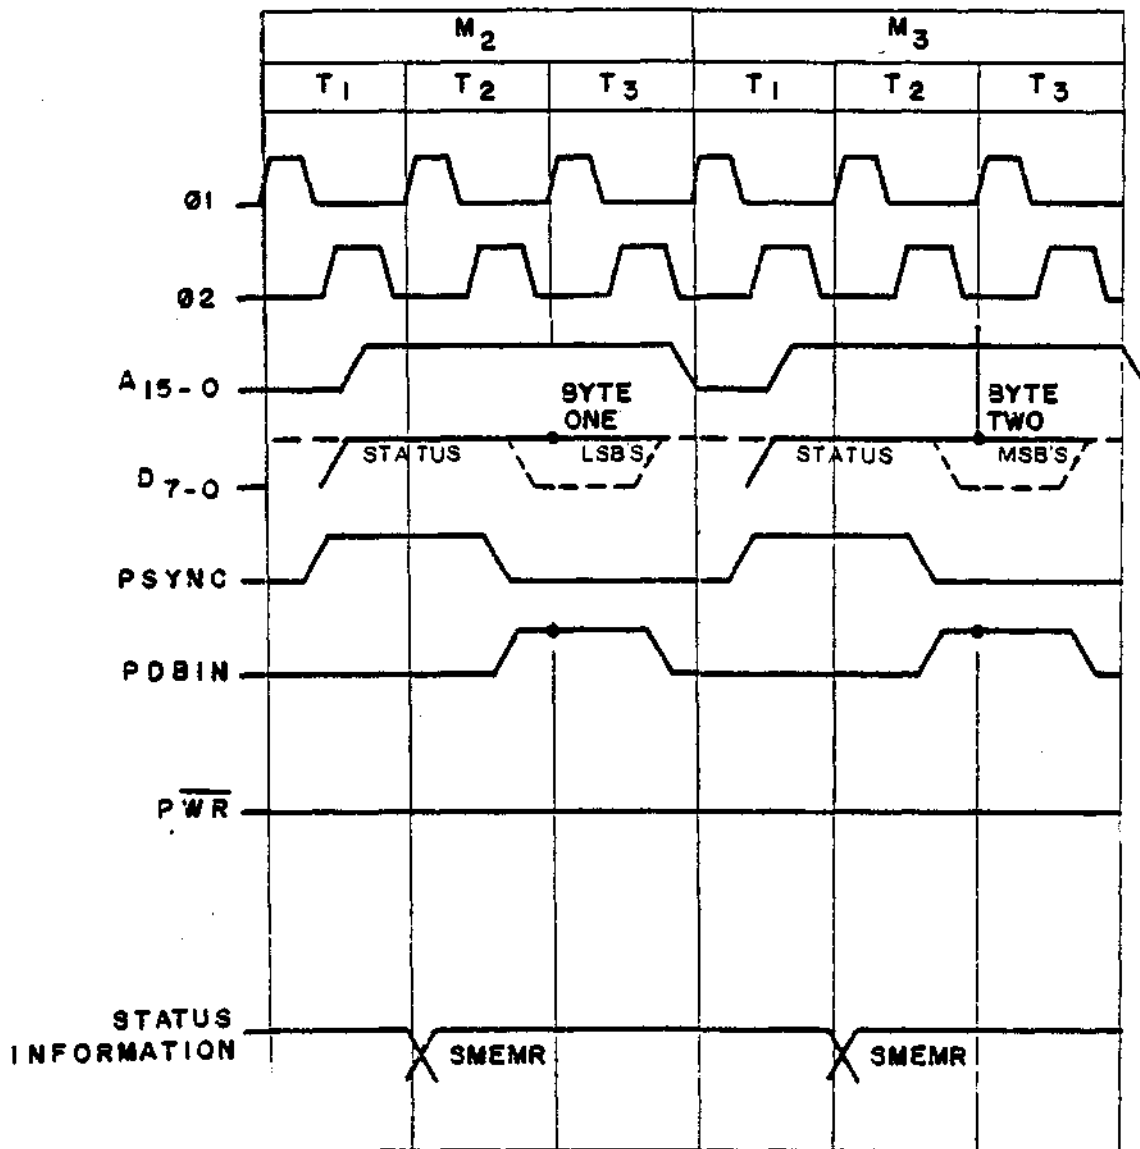 M2 M3
T1 T2 T3 T1 T2 T3
Ø1
Ø2
A15-0
BYTE ONE BYTE TWO
STATUS LSB'S STATUS MSB'S
D7-0
PSYNC
PDBIN
PW̅R̅
STATUS INFORMATION
SMEMR SMEMR